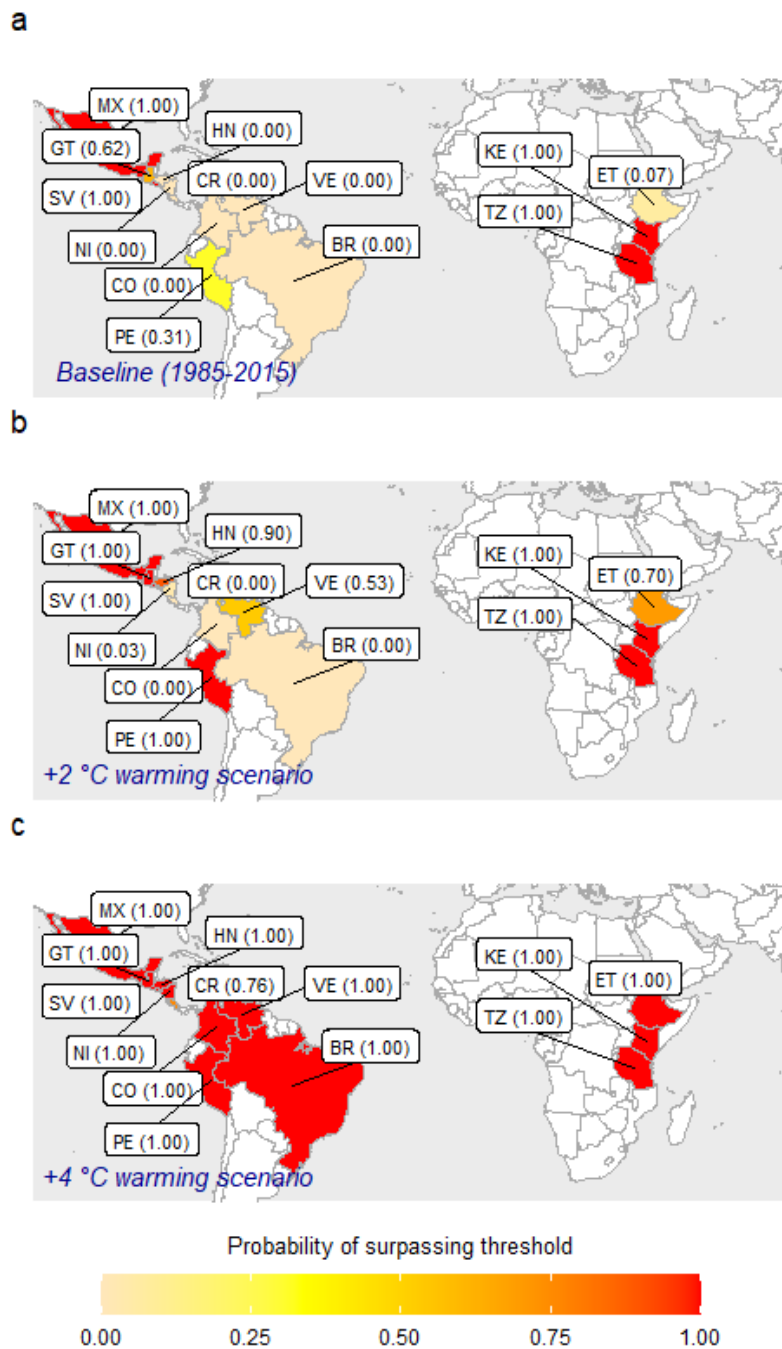 a
MX (1.00)
HN (0.00)
GT (0.62)
KE (1.00)
ET (0.07)
CR (0.00)
VE (0.00)
SV (1.00)
TZ (1.00)
NI (0.00)
BR (0.00)
CO (0.00)
PE (0.31)
Baseline (1985-2015)
b
MX (1.00)
HN (0.90)
GT (1.00)
KE (1.00)
ET (0.70)
CR (0.00)
VE (0.53)
SV (1.00)
TZ (1.00)
NI (0.03)
BR (0.00)
CO (0.00)
PE (1.00)
+2 °C warming scenario
c
MX (1.00)
HN (1.00)
GT (1.00)
KE (1.00)
ET (1.00)
CR (0.76)
VE (1.00)
SV (1.00)
TZ (1.00)
NI (1.00)
BR (1.00)
CO (1.00)
PE (1.00)
+4 °C warming scenario
Probability of surpassing threshold
0.00 0.25 0.50 0.75 1.00